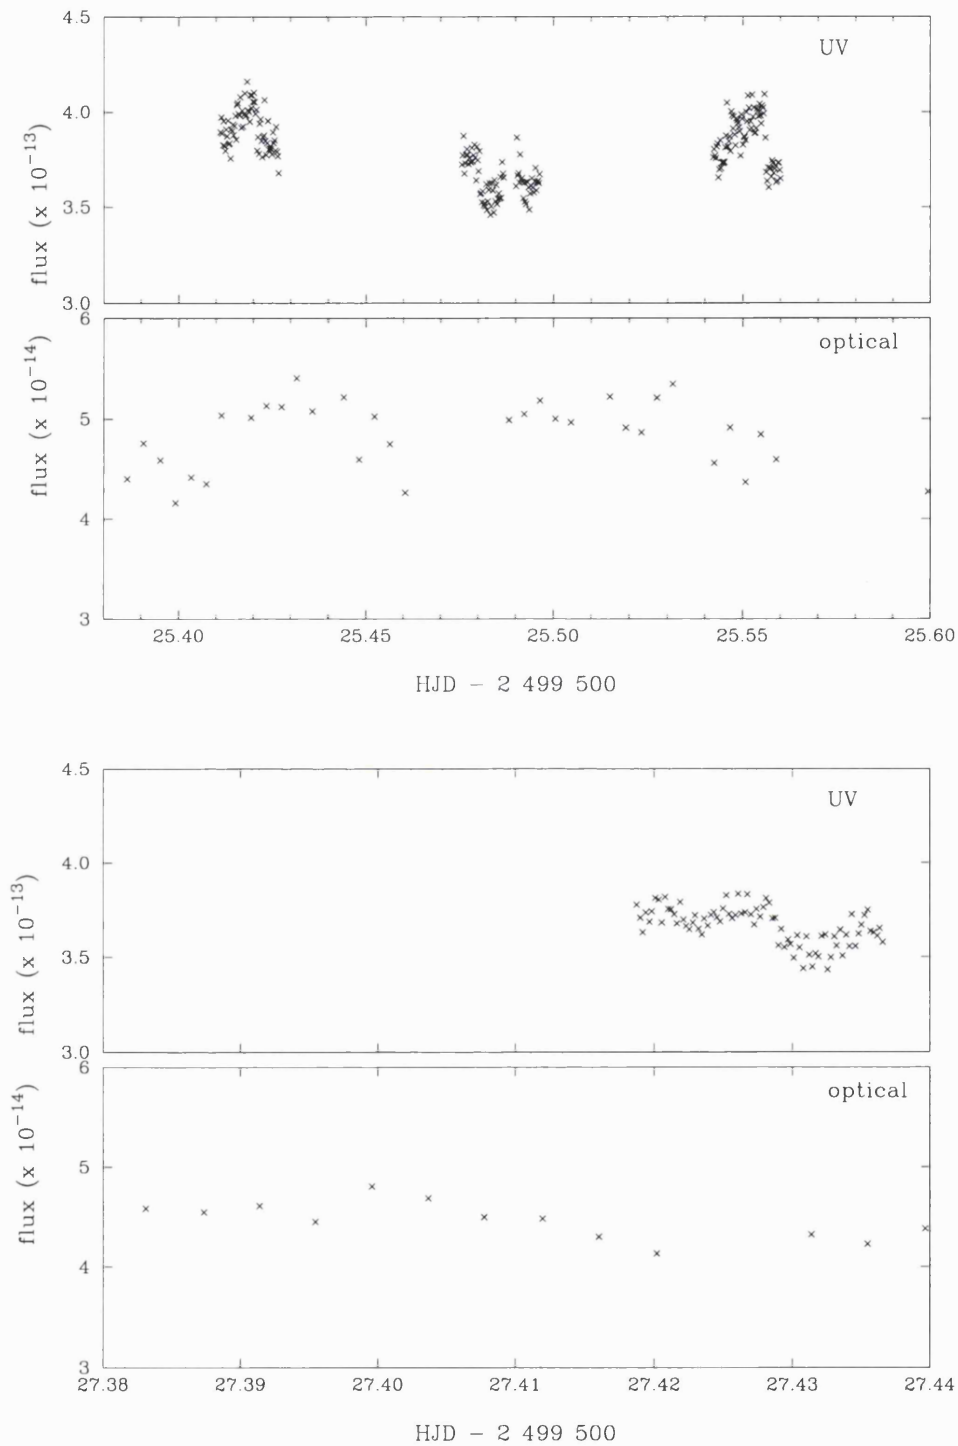 4.5
UV
4.0
3.5
3.0
flux (x 10⁻¹³)
6
optical
5
4
3
flux (x 10⁻¹⁴)
25.40 25.45 25.50 25.55 25.60
HJD – 2 499 500
4.5
UV
4.0
3.5
3.0
flux (x 10⁻¹³)
6
optical
5
4
3
flux (x 10⁻¹⁴)
27.38 27.39 27.40 27.41 27.42 27.43 27.44
HJD – 2 499 500